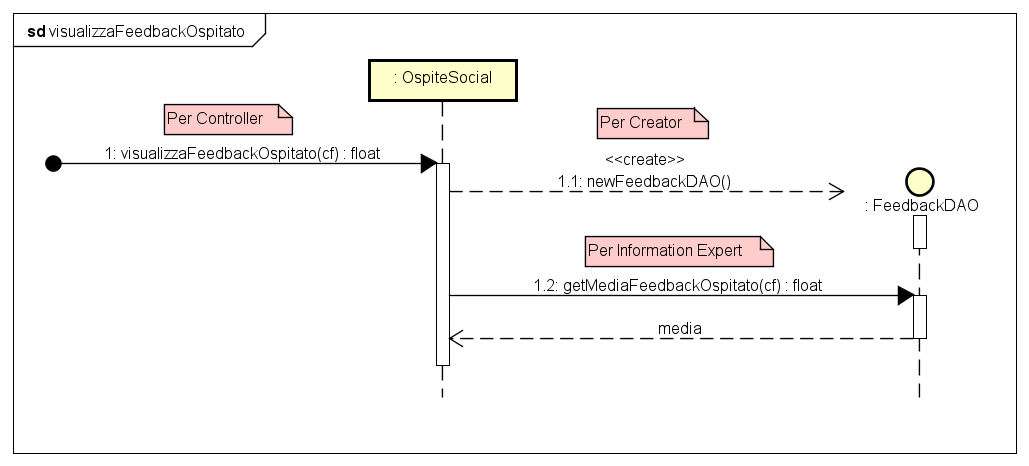 sd visualizzaFeedbackOspitato
: OspiteSocial
Per Controller
Per Creator
1: visualizzaFeedbackOspitato(cf) : float
<<create>>
1.1: newFeedbackDAO()
: FeedbackDAO
Per Information Expert
1.2: getMediaFeedbackOspitato(cf) : float
media